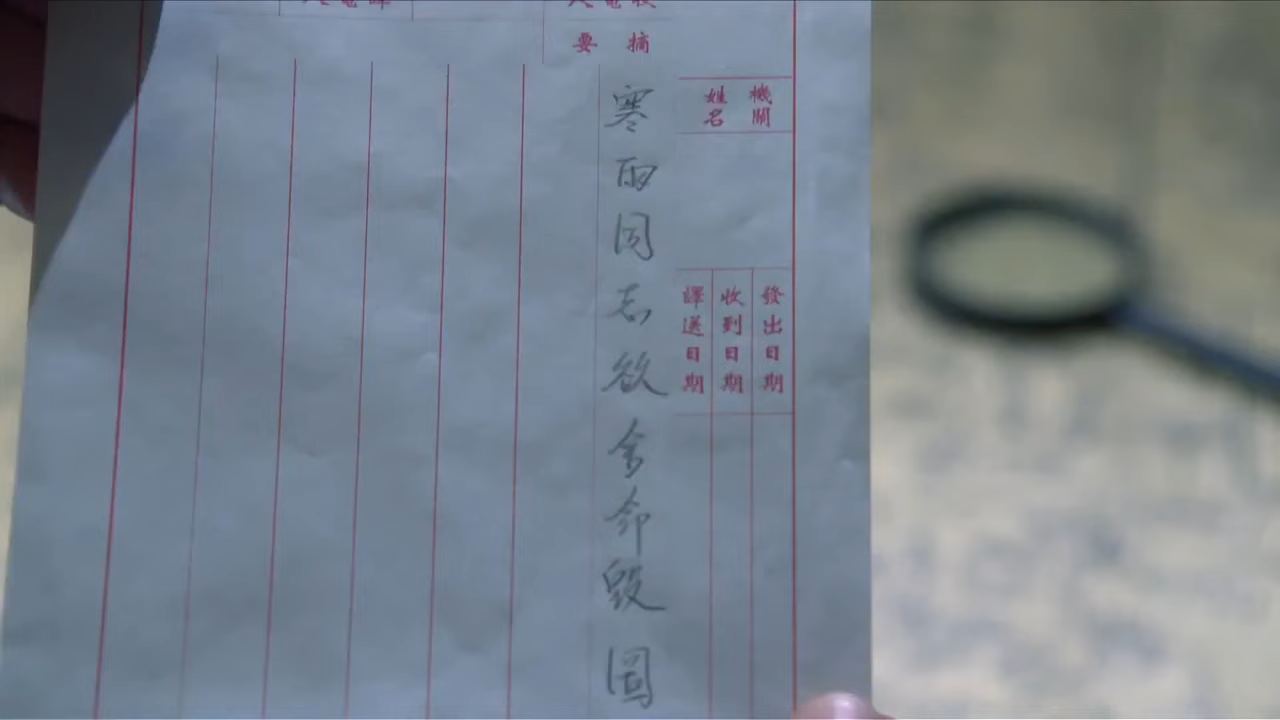 摘要
機關
姓名
發出日期
收到日期
譯送日期
寒雨同志欲舍命毀圖